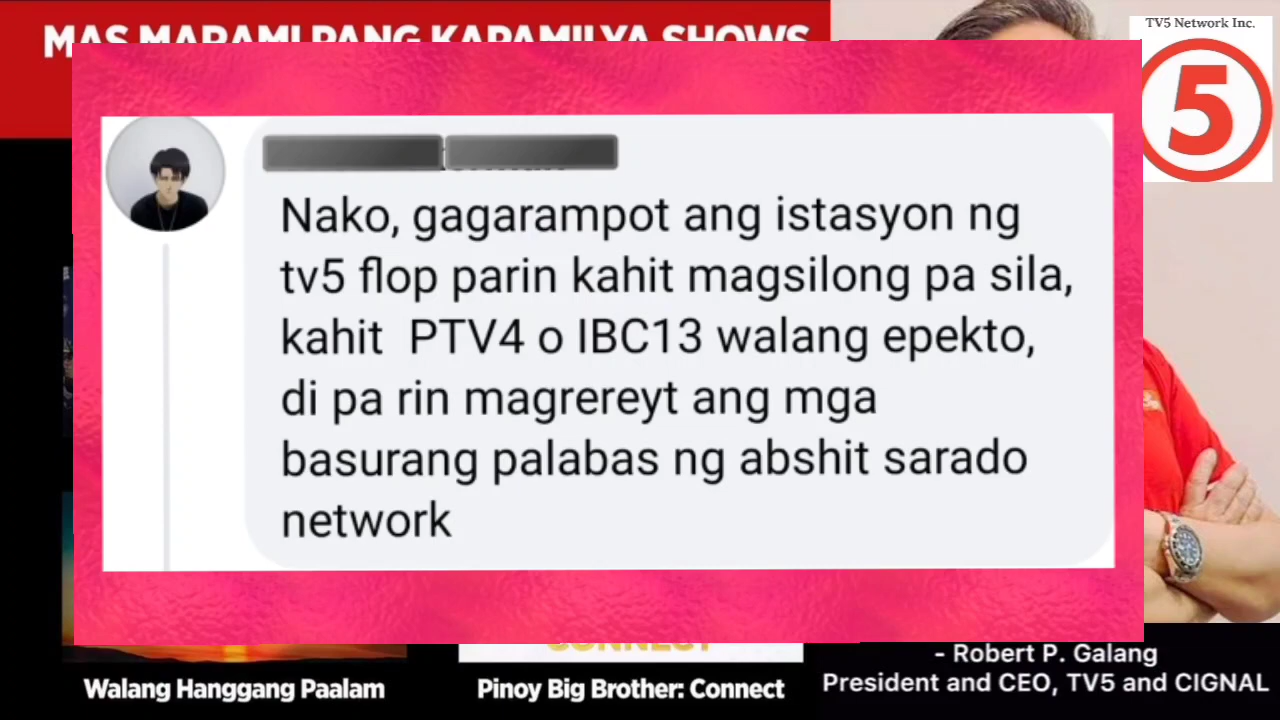 MAS MARAMI PANG KAPAMILYA SHOWS
TV5 Network Inc.
5
Nako, gagarampot ang istasyon ng
tv5 flop parin kahit magsilong pa sila,
kahit PTV4 o IBC13 walang epekto,
di pa rin magrereyt ang mga
basurang palabas ng abshit sarado
network
CONNECT
Walang Hanggang Paalam
Pinoy Big Brother: Connect
- Robert P. Galang
President and CEO, TV5 and CIGNAL